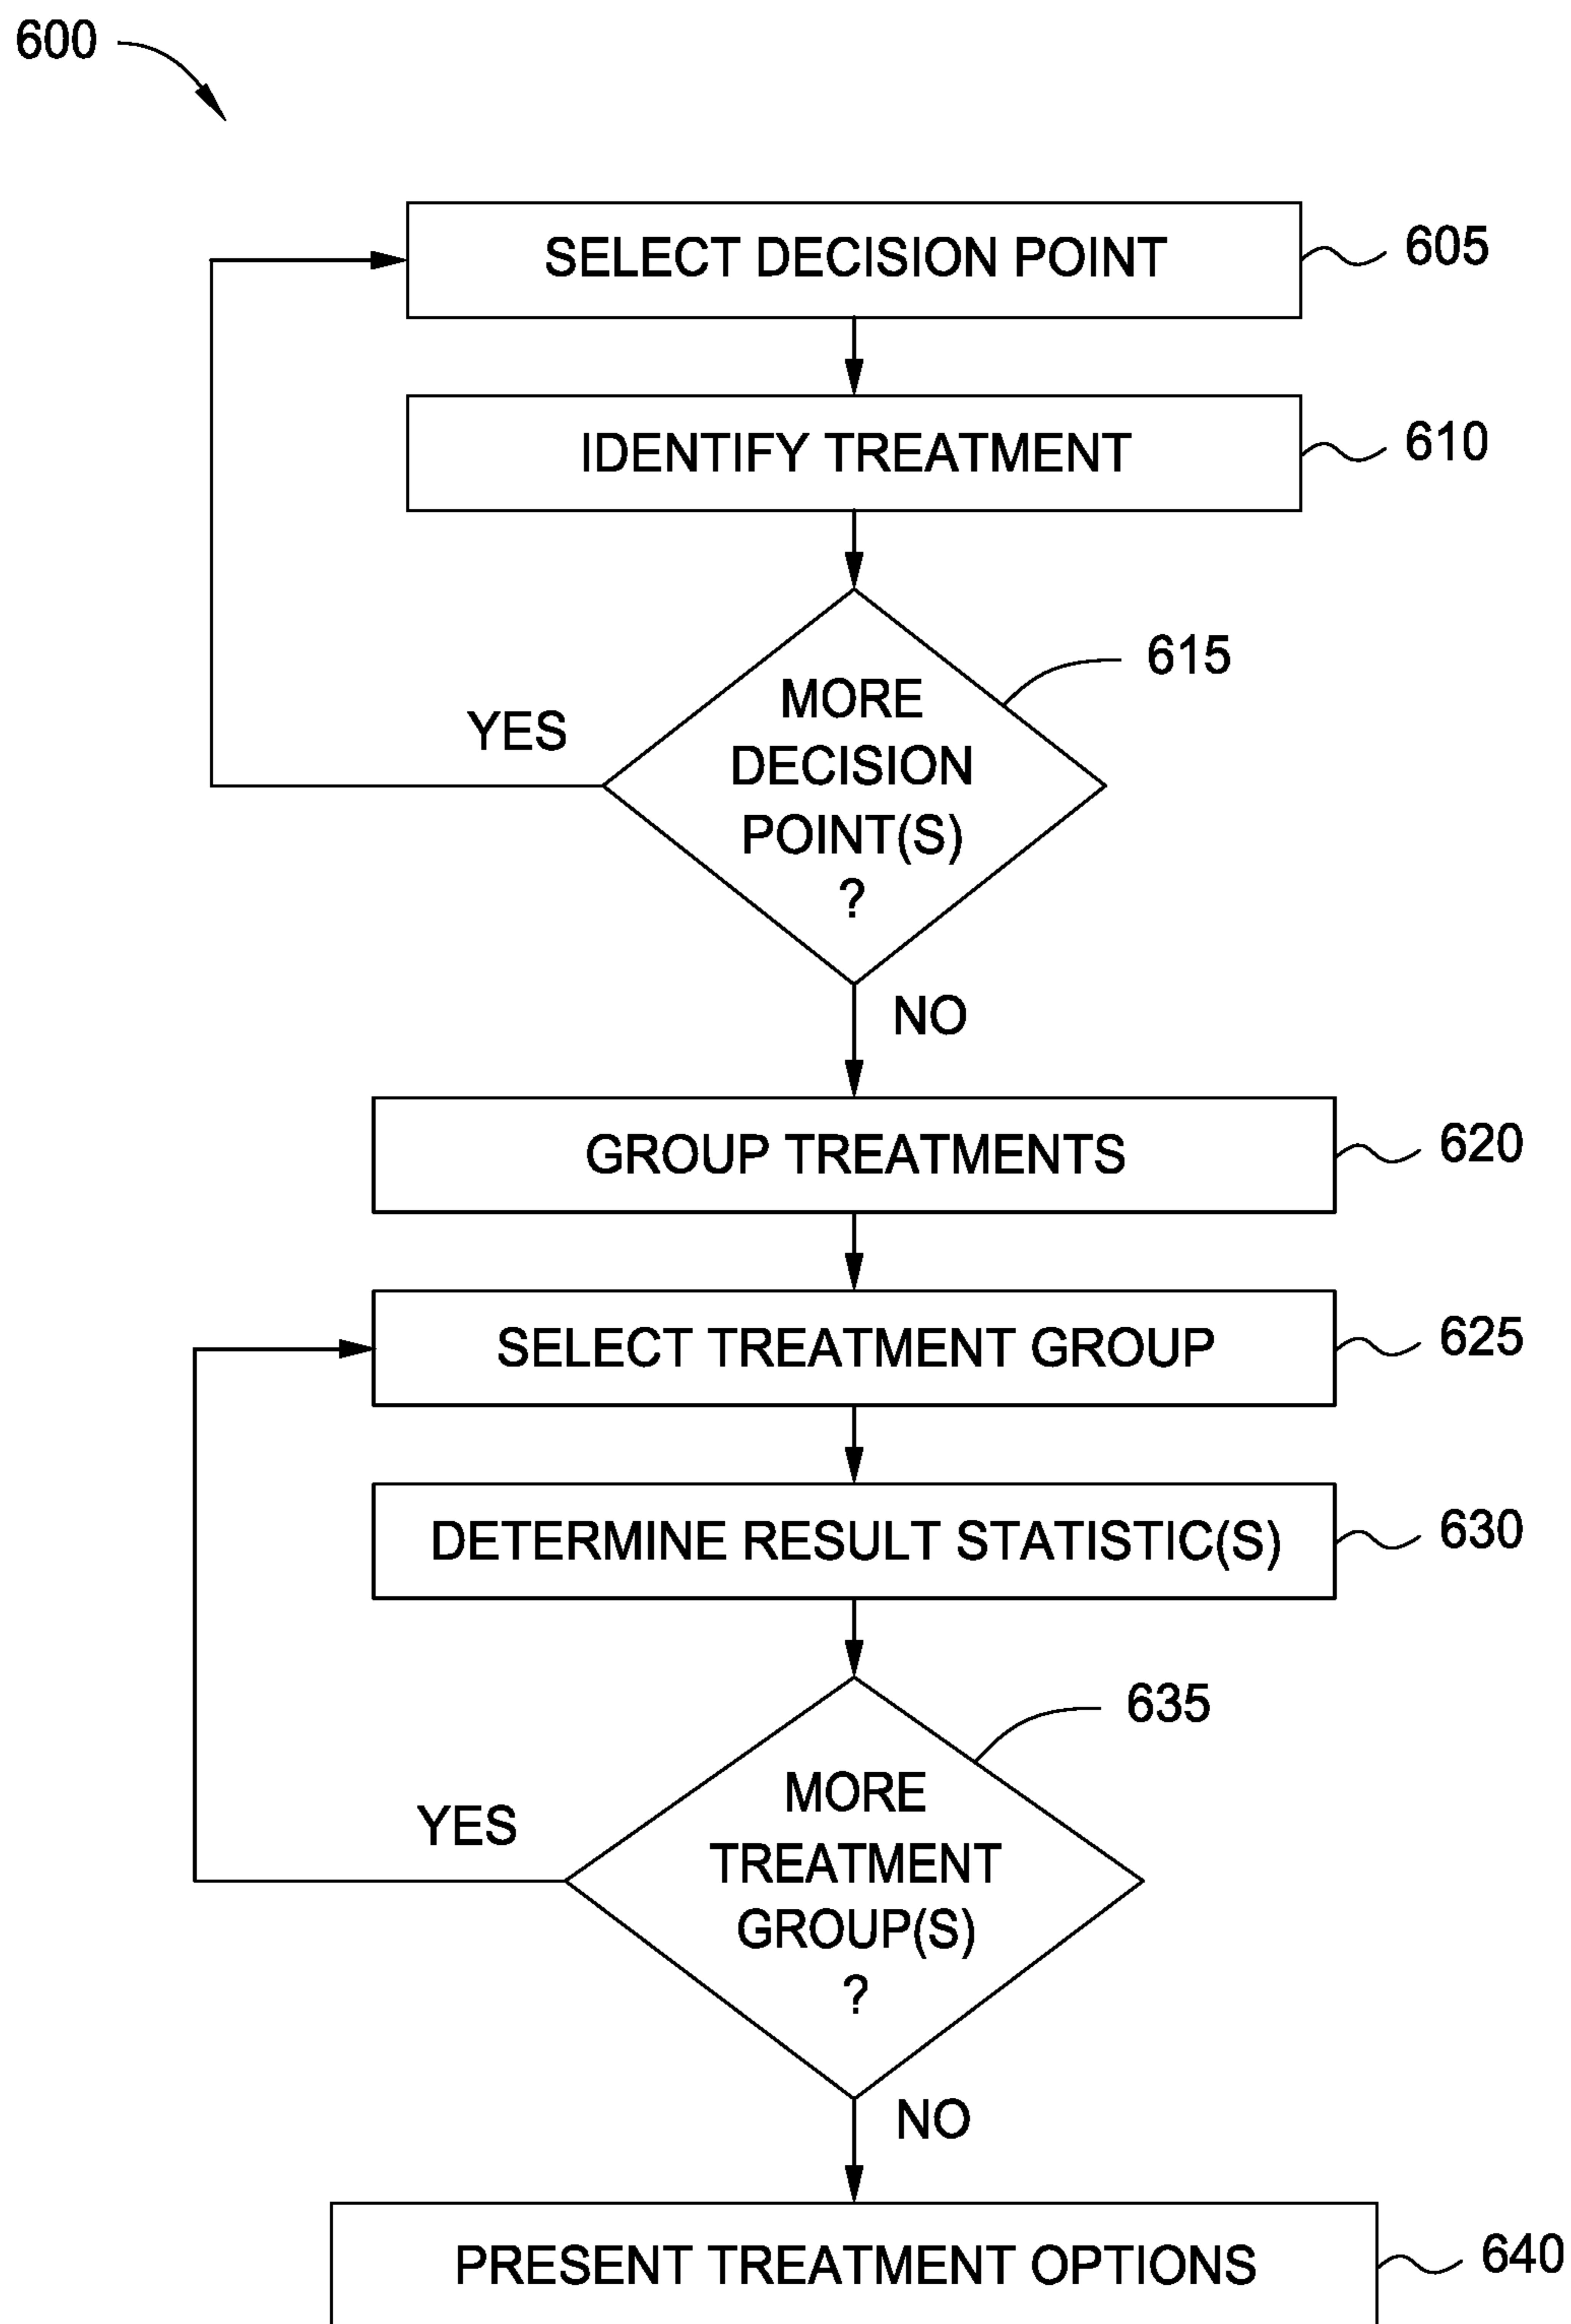 600
SELECT DECISION POINT
605
IDENTIFY TREATMENT
610
MORE
DECISION
POINT(S)
?
615
YES
NO
GROUP TREATMENTS
620
SELECT TREATMENT GROUP
625
DETERMINE RESULT STATISTIC(S)
630
MORE
TREATMENT
GROUP(S)
?
635
YES
NO
PRESENT TREATMENT OPTIONS
640